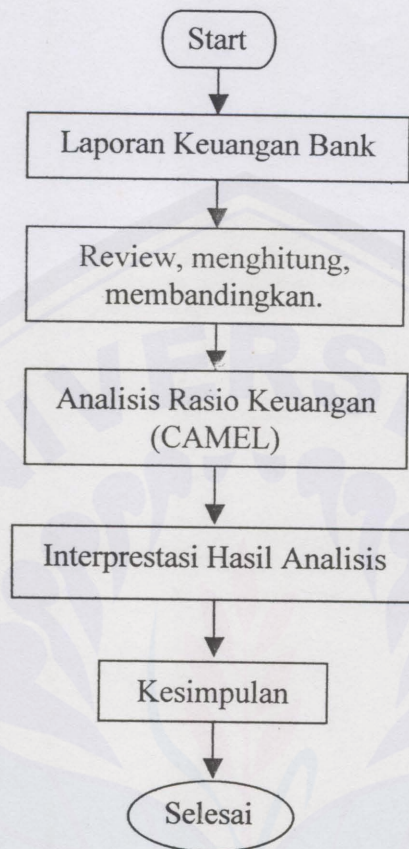 Start
Laporan Keuangan Bank
Review, menghitung,
membandingkan.
Analisis Rasio Keuangan
(CAMEL)
Interprestasi Hasil Analisis
Kesimpulan
Selesai